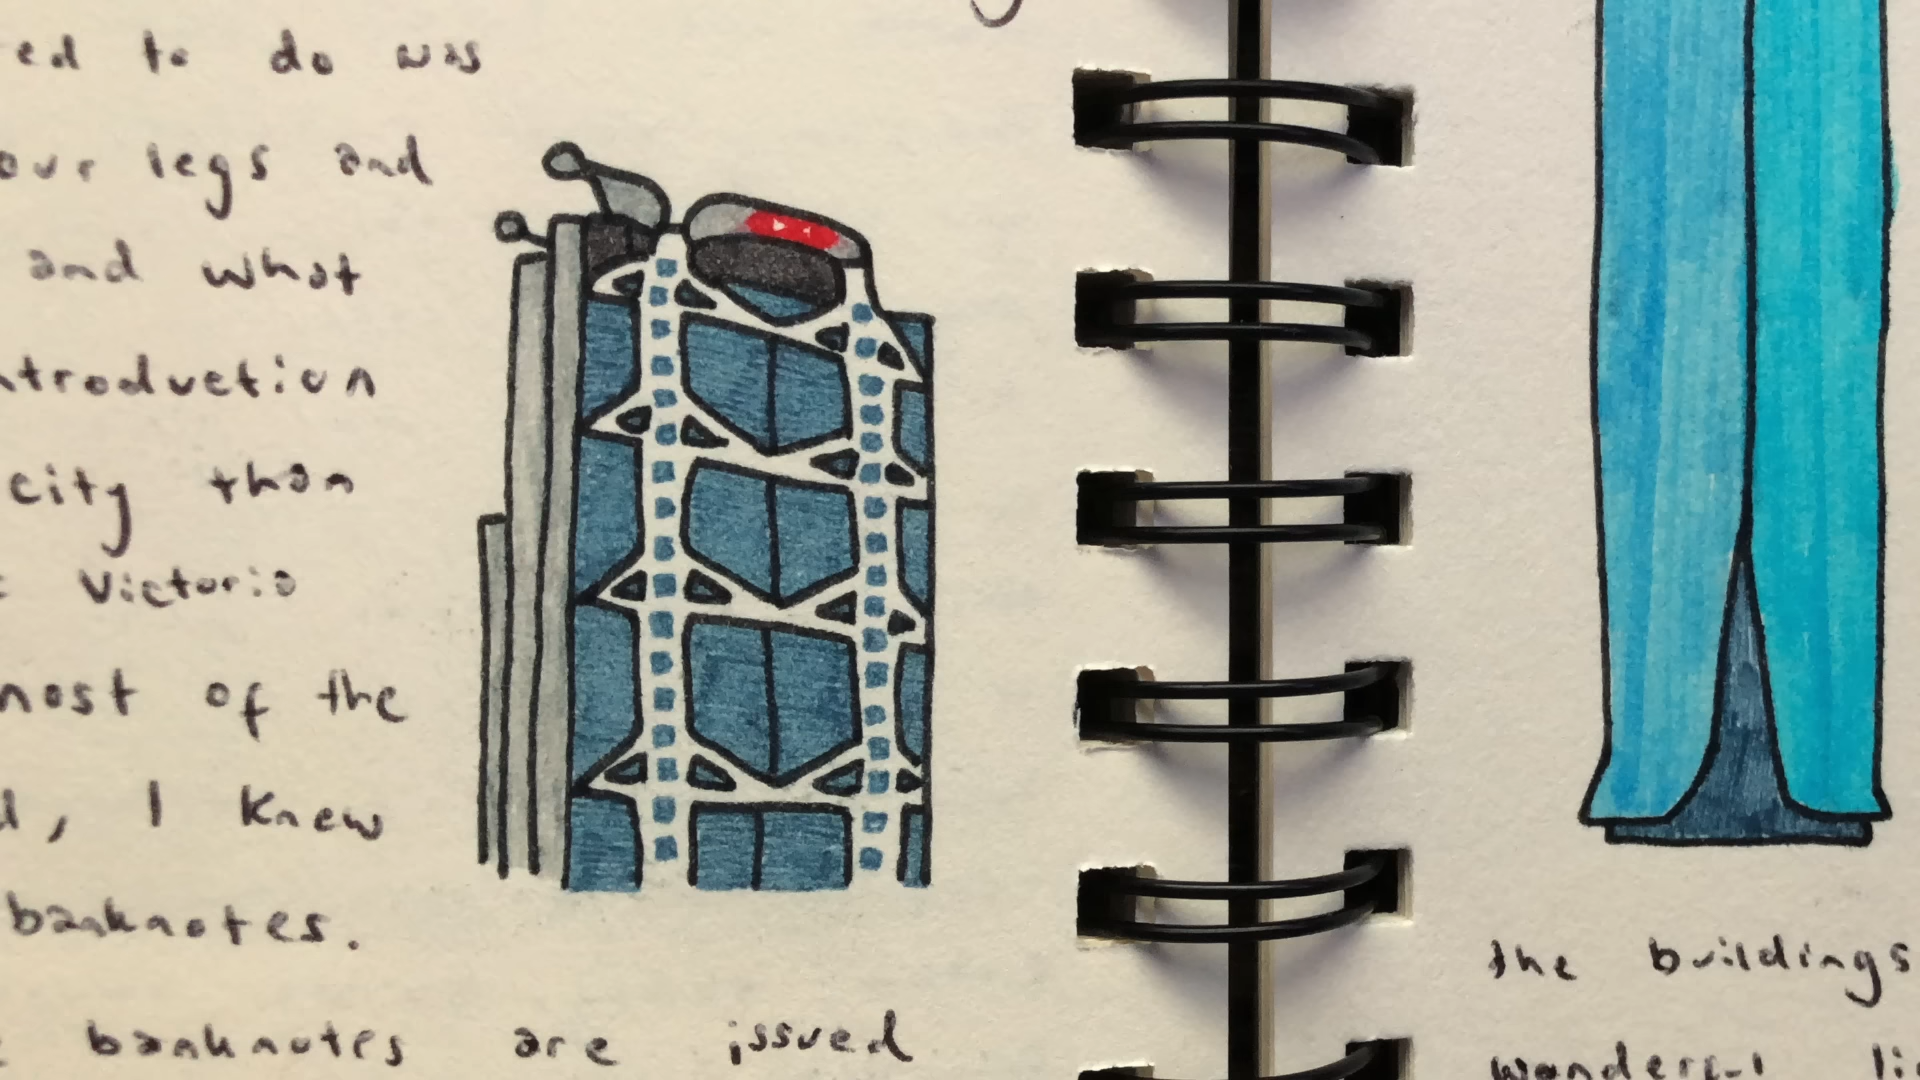 ed to do was
our legs and
and what
ntroduction
city than
Victoria
most of the
d, I knew
banknotes.
banknotes are issued
the buildings